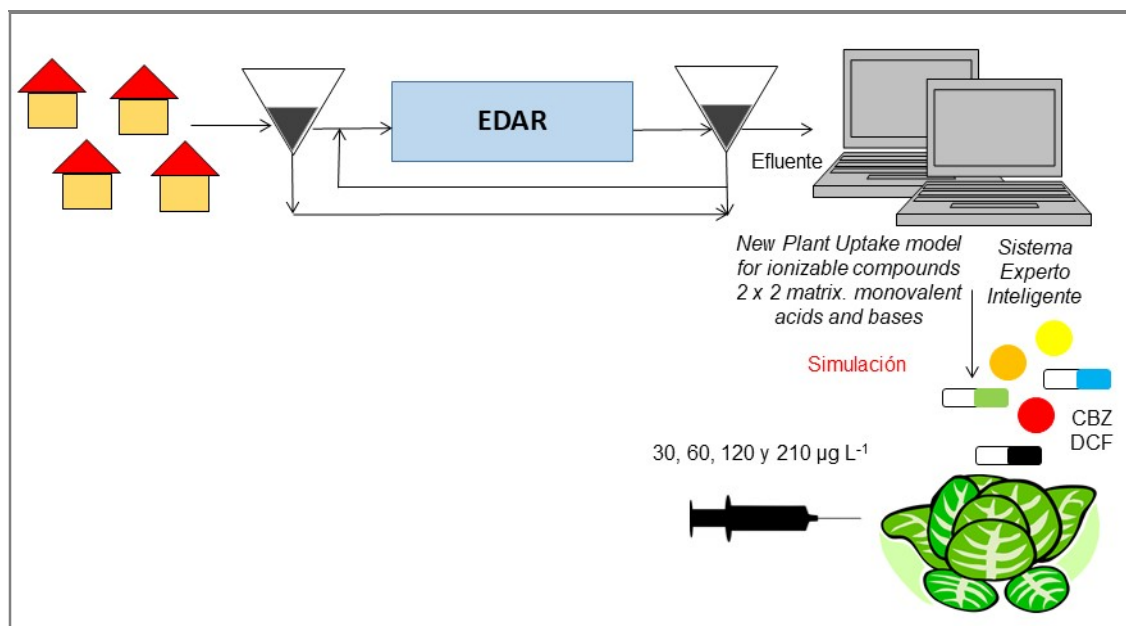 EDAR
Efluente
New Plant Uptake model
for ionizable compounds
2 x 2 matrix. monovalent
acids and bases
Sistema
Experto
Inteligente
Simulación
CBZ
DCF
30, 60, 120 y 210 µg L⁻¹